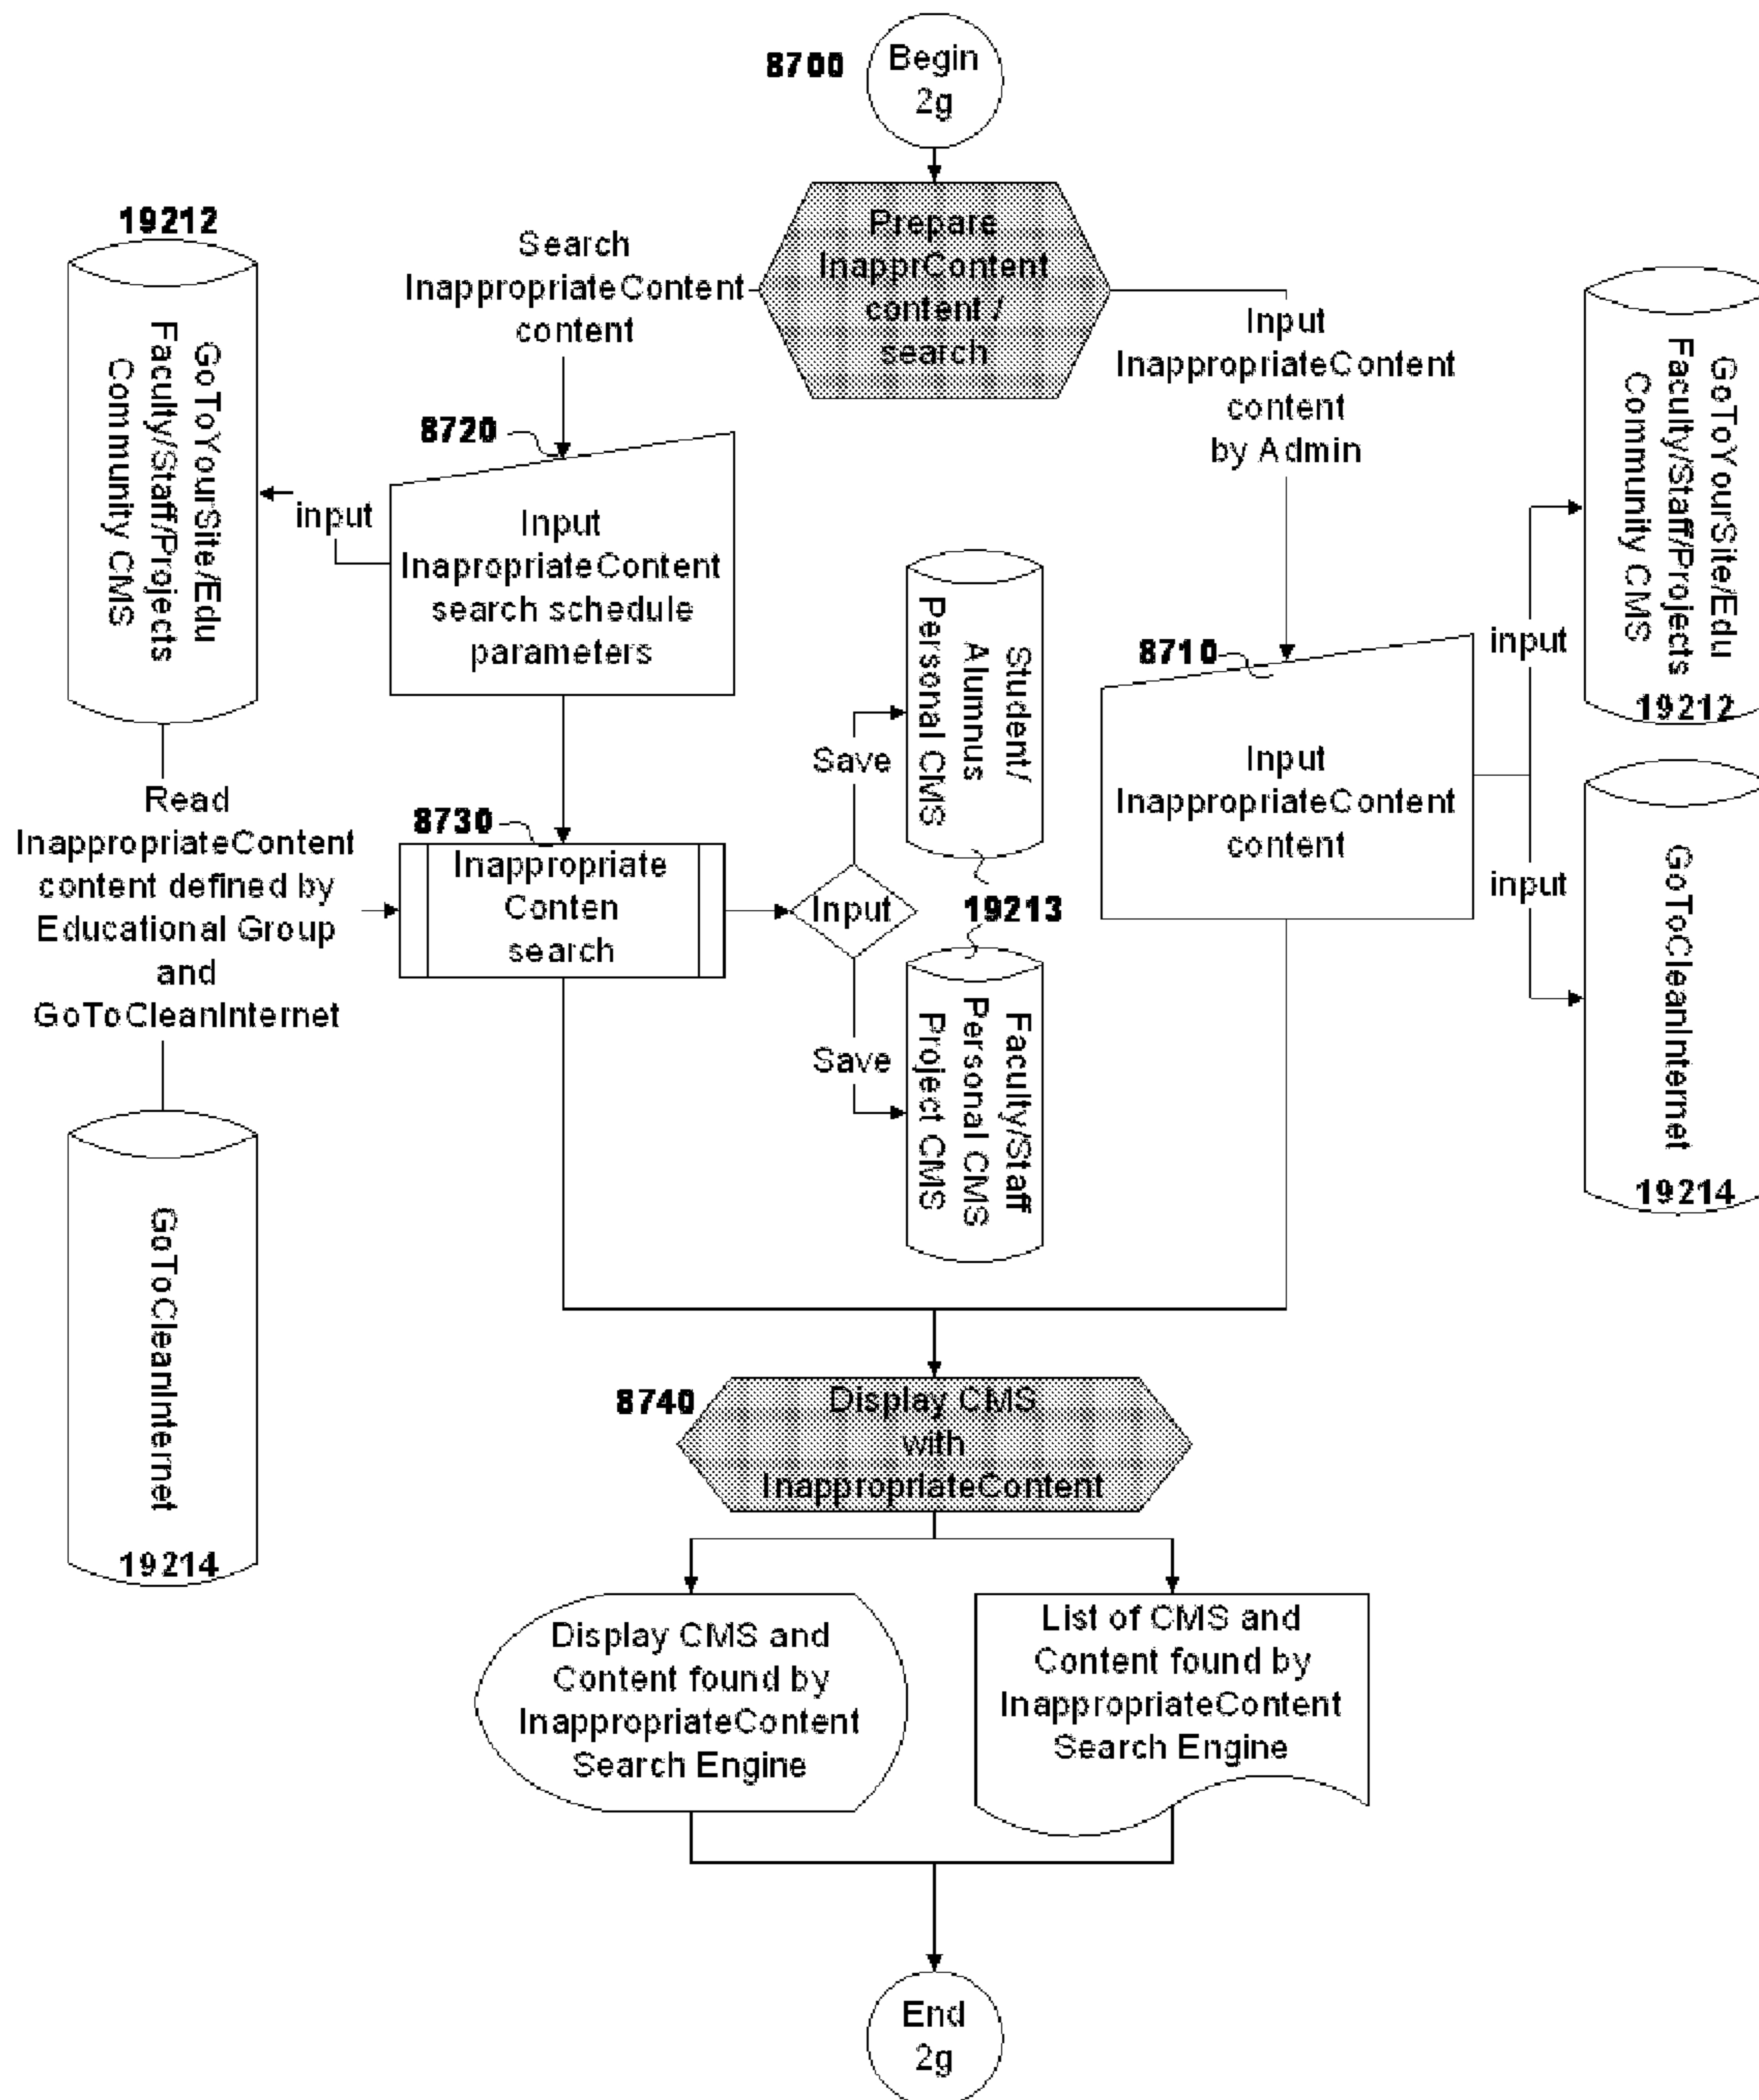 8700
Begin
2g
Prepare
InapprContent
content /
search
Search
InappropriateContent
content
Input
InappropriateContent
content
by Admin
19212
GoToYourSite/Edu
Faculty/Staff/Projects
Community CMS
input
8720
Input
InapropriateContent
search schedule
parameters
Student/
Alumnus
Personal CMS
Save
8710
Input
InappropriateContent
content
input
input
GoToYourSite/Edu
Faculty/Staff/Projects
Community CMS
19212
GoToCleanInternet
19214
Read
InappropriateContent
content defined by
Educational Group
and
GoToCleanInternet
8730
Inappropriate
Conten
search
Input
19213
Save
Faculty/Staff
Personal CMS
Project CMS
GoToCleanInternet
19214
8740
Display CMS
with
InappropriateContent
Display CMS and
Content found by
InappropriateContent
Search Engine
List of CMS and
Content found by
InappropriateContent
Search Engine
End
2g